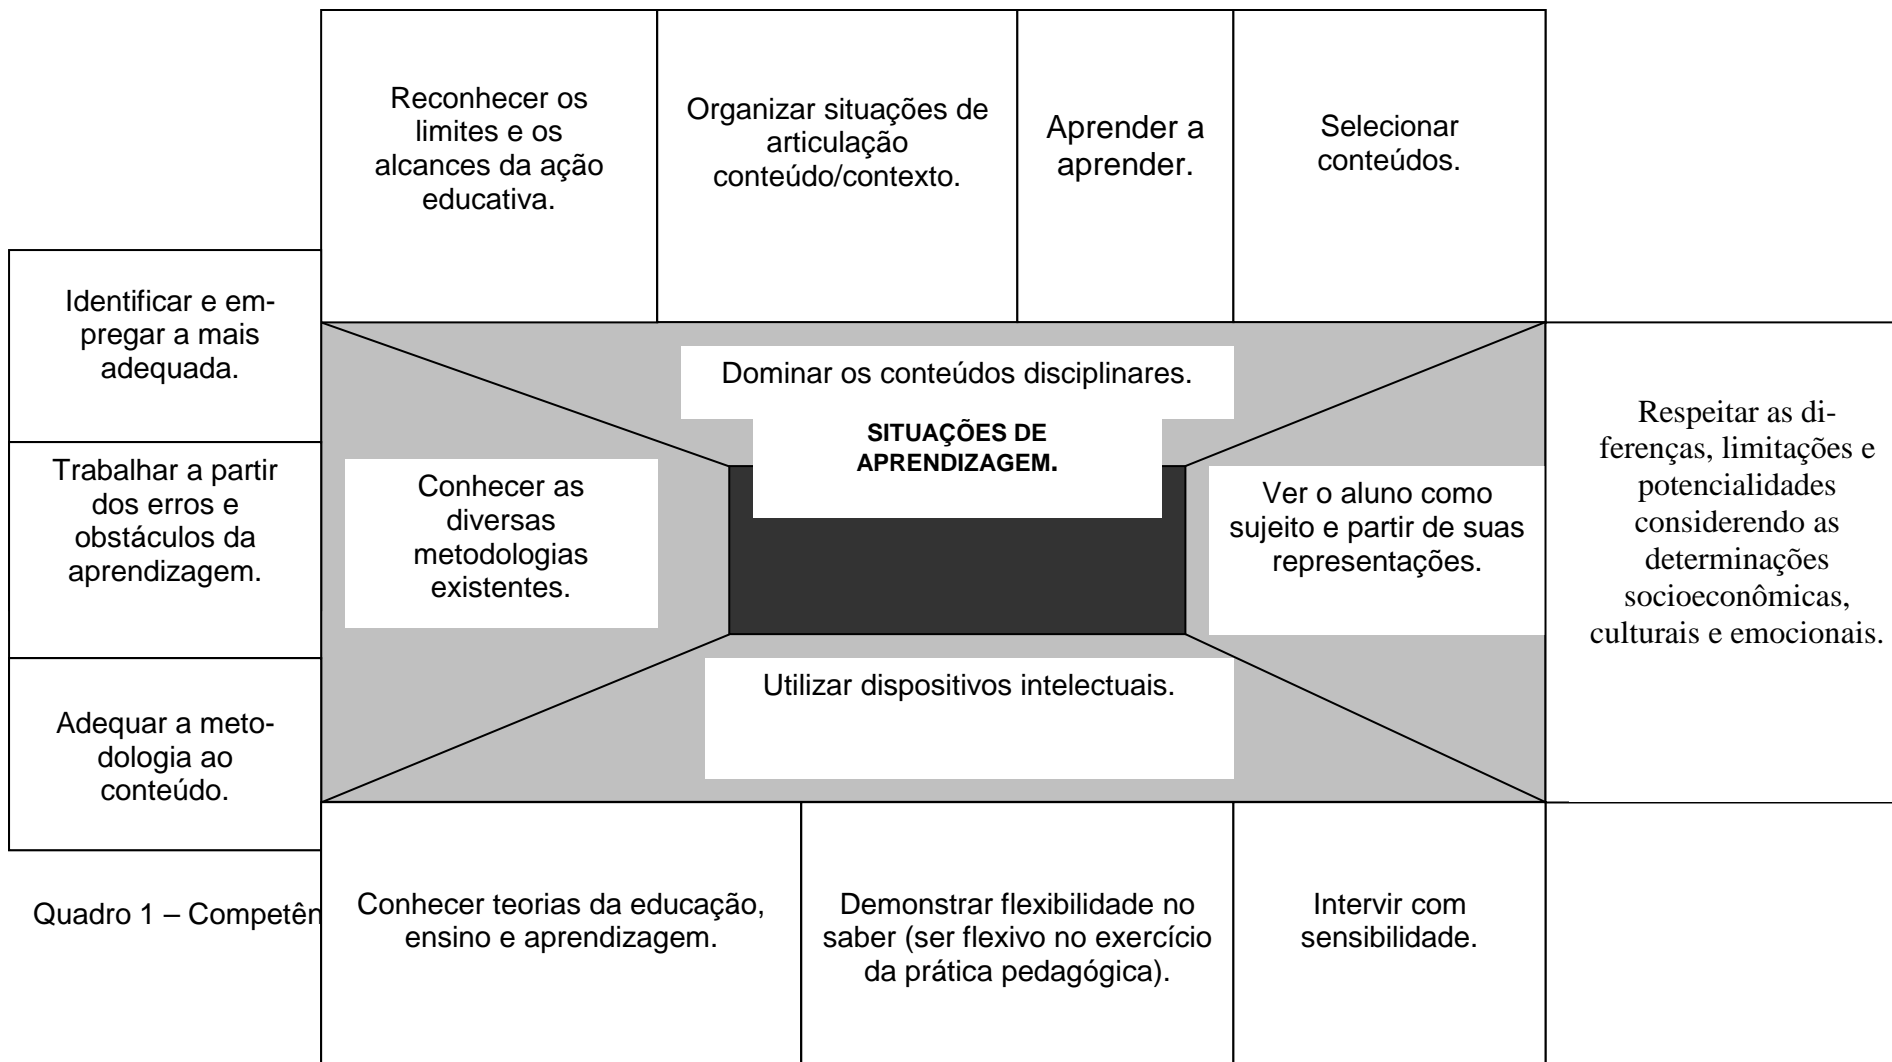 Reconhecer os
limites e os
alcances da ação
educativa.
Organizar situações de
articulação
conteúdo/contexto.
Aprender a
aprender.
Selecionar
conteúdos.
Identificar e em-
pregar a mais
adequada.
Trabalhar a partir
dos erros e
obstáculos da
aprendizagem.
Adequar a meto-
dologia ao
conteúdo.
Dominar os conteúdos disciplinares.
SITUAÇÕES DE
APRENDIZAGEM.
Conhecer as
diversas
metodologias
existentes.
Ver o aluno como
sujeito e partir de suas
representações.
Utilizar dispositivos intelectuais.
Respeitar as di-
ferenças, limitações e
potencialidades
considerendo as
determinações
socioeconômicas,
culturais e emocionais.
Quadro 1 – Competên
Conhecer teorias da educação,
ensino e aprendizagem.
Demonstrar flexibilidade no
saber (ser flexivo no exercício
da prática pedagógica).
Intervir com
sensibilidade.